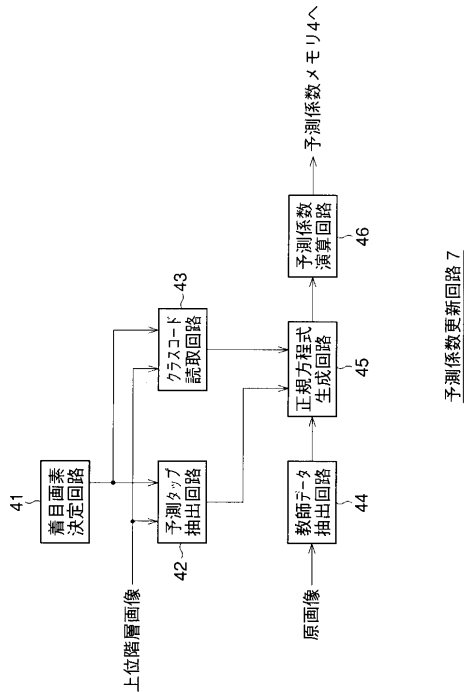 41
着目画素
決定回路
上位階層画像
予測タップ
抽出回路
42
クラスコード
読取回路
43
原画像
教師データ
抽出回路
44
正規方程式
生成回路
45
予測係数
演算回路
46
予測係数メモリ4へ
予測係数更新回路 7